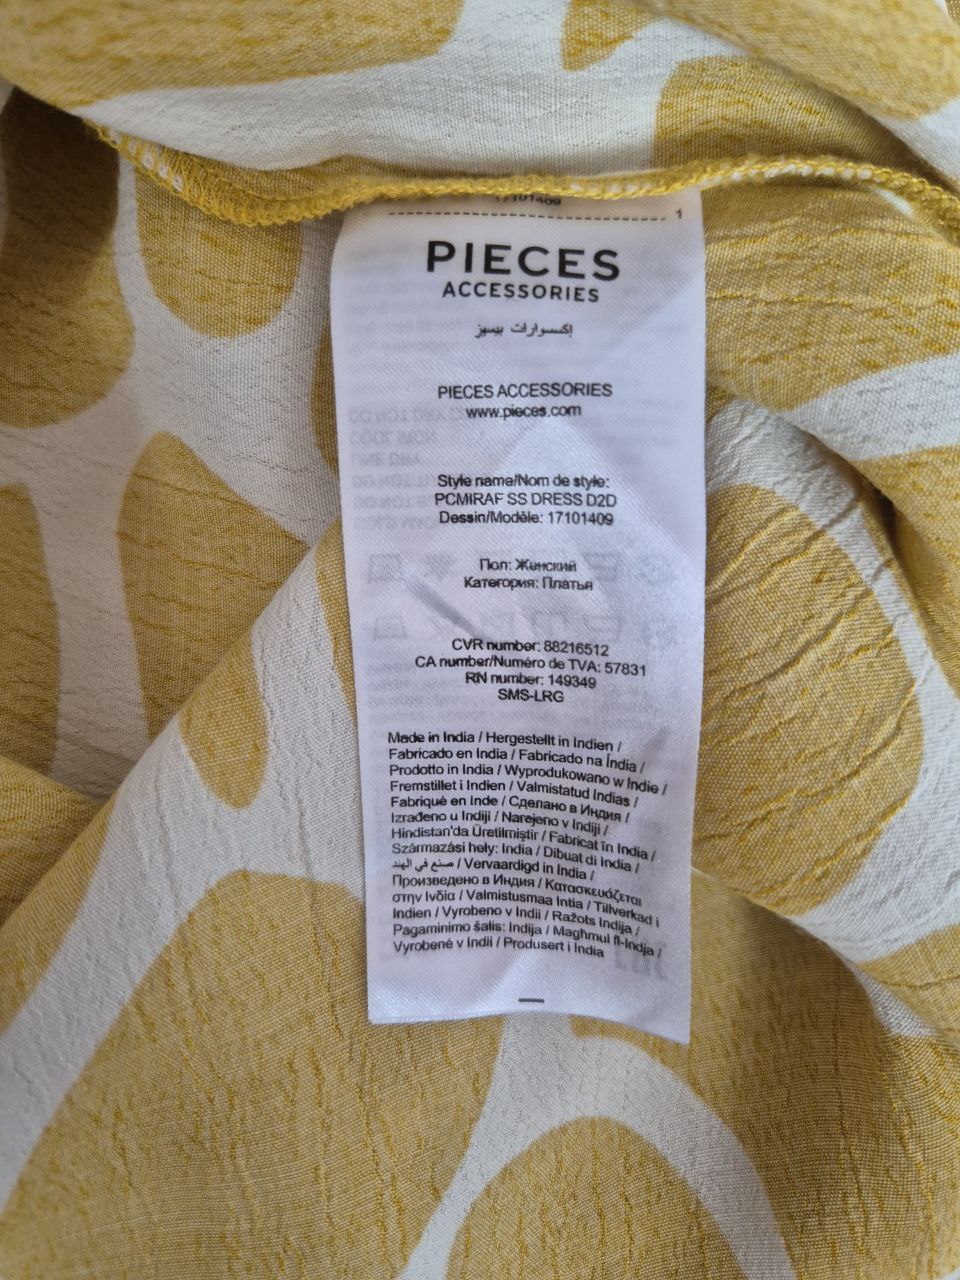 17101409
1
PIECES
ACCESSORIES
إكسسوارات بيسيز
PIECES ACCESSORIES
www.pieces.com
Style name/Nom de style:
PCMIRAF SS DRESS D2D
Dessin/Modèle: 17101409
Пол: Женский
Категория: Платья
CVR number: 88216512
CA number/Numéro de TVA: 57831
RN number: 149349
SMS-LRG
Made in India / Hergestellt in Indien /
Fabricado en India / Fabricado na Índia /
Prodotto in India / Wyprodukowano w Indie /
Fremstillet i Indien / Valmistatud Indias /
Fabriqué en Inde / Сделано в Индия /
Izrađeno u Indiji / Narejeno v Indiji /
Hindistan'da Üretilmiştir / Fabricat în India /
Származási hely: India / Dibuat di India /
صنع في الهند / Vervaardigd in India /
Произведено в Индия / Κατασκευάζεται
στην Ινδία / Valmistusmaa Intia / Tillverkad i
Indien / Vyrobeno v Indii / Ražots Indija /
Pagaminimo šalis: Indija / Magħmul fl-Indja /
Vyrobené v Indii / Produsert i India